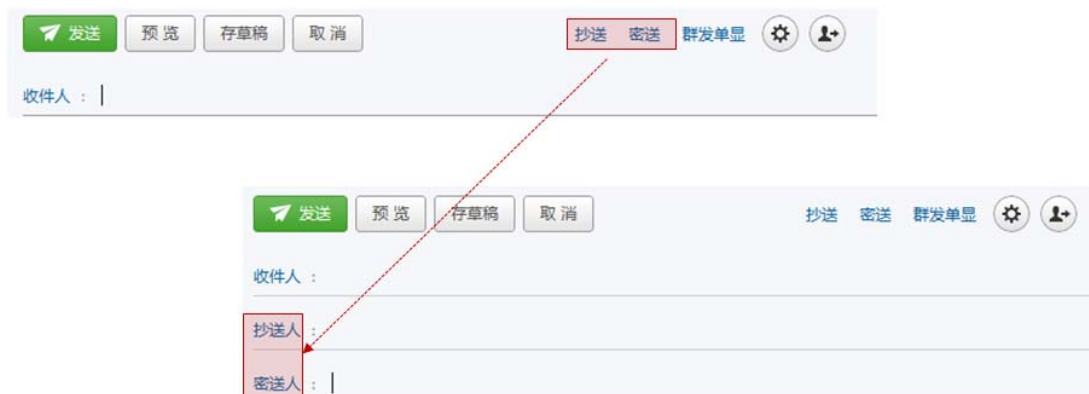 发送 预 览 存草稿 取 消 抄送 密送 群发单显
收件人 :
发送 预 览 存草稿 取 消 抄送 密送 群发单显
收件人 :
抄送人 :
密送人 :